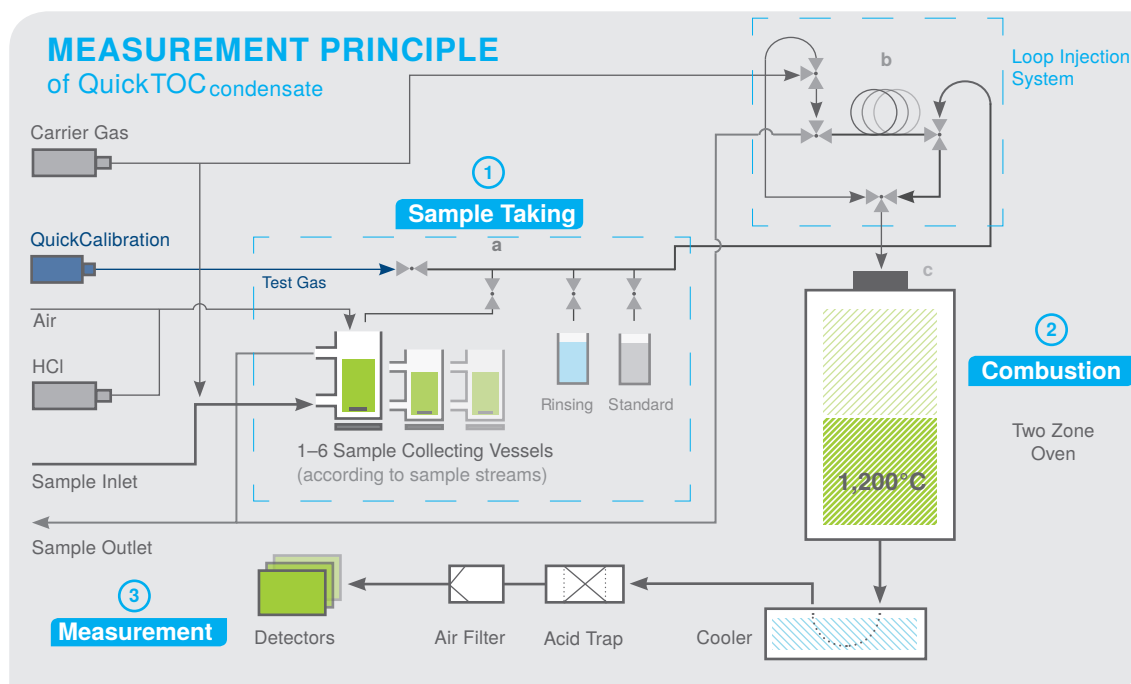 MEASUREMENT PRINCIPLE
of QuickTOCcondensate
b
Loop Injection
System
Carrier Gas
1
Sample Taking
QuickCalibration
a
Test Gas
c
Air
HCl
2
Combustion
Rinsing
Standard
Two Zone
Oven
1–6 Sample Collecting Vessels
(according to sample streams)
Sample Inlet
1,200°C
Sample Outlet
3
Measurement
Detectors
Air Filter
Acid Trap
Cooler